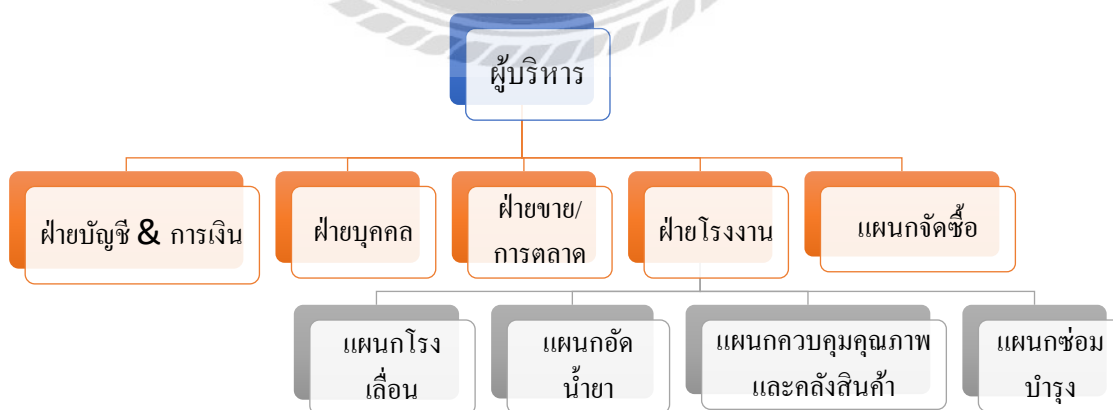 ผู้บริหาร
ฝ่ายบัญชี & การเงิน
ฝ่ายบุคคล
ฝ่ายขาย/
การตลาด
ฝ่ายโรงงาน
แผนกจัดซื้อ
แผนกโรง
เลื่อน
แผนกอัด
น้ำยา
แผนกควบคุมคุณภาพ
และคลังสินค้า
แผนกซ่อม
บำรุง